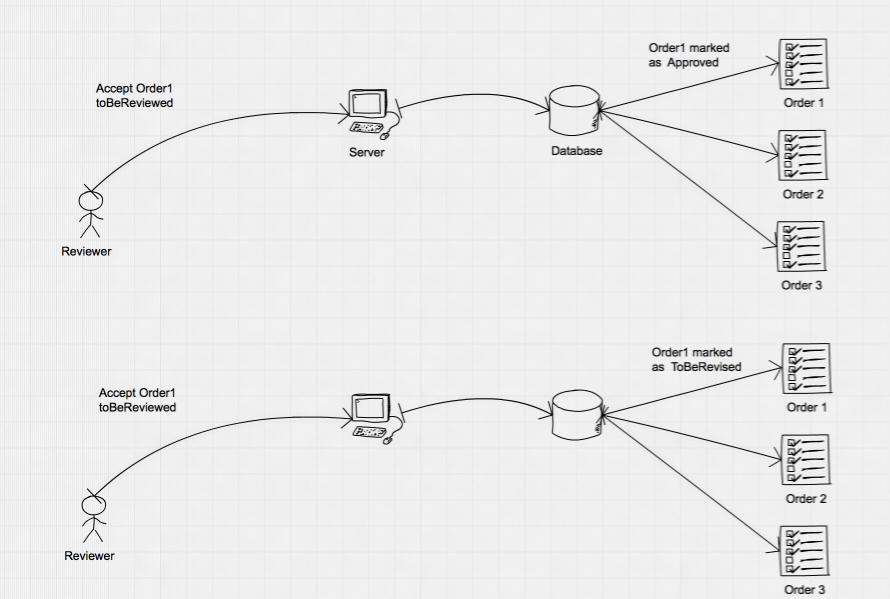 Order1 marked
as Approved
Accept Order1
toBeReviewed
Order 1
Server
Database
Order 2
Reviewer
Order 3
Order1 marked
as ToBeRevised
Accept Order1
toBeReviewed
Order 1
Order 2
Reviewer
Order 3